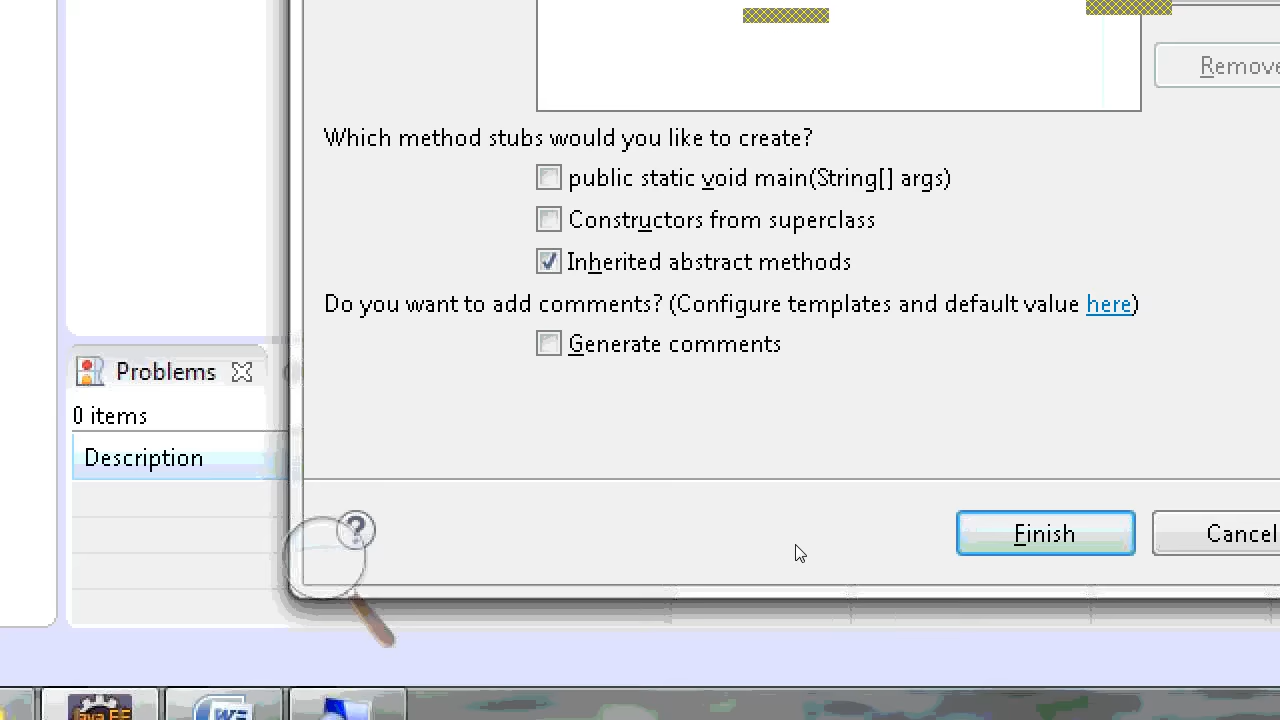 Remove
Which method stubs would you like to create?
public static void main(String[] args)
Constructors from superclass
Inherited abstract methods
Do you want to add comments? (Configure templates and default value here)
Generate comments
Problems
0 items
Description
?
Finish
Cancel
Java EE
W